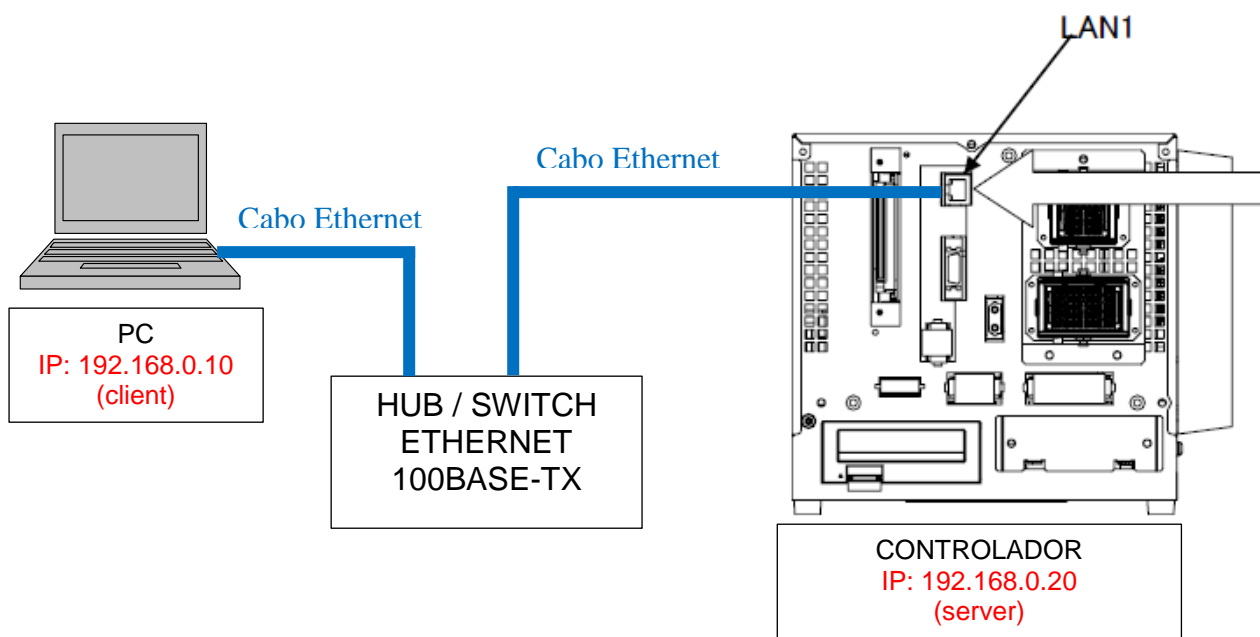 LAN1
Cabo Ethernet
Cabo Ethernet
PC
IP: 192.168.0.10
(client)
HUB / SWITCH
ETHERNET
100BASE-TX
CONTROLADOR
IP: 192.168.0.20
(server)